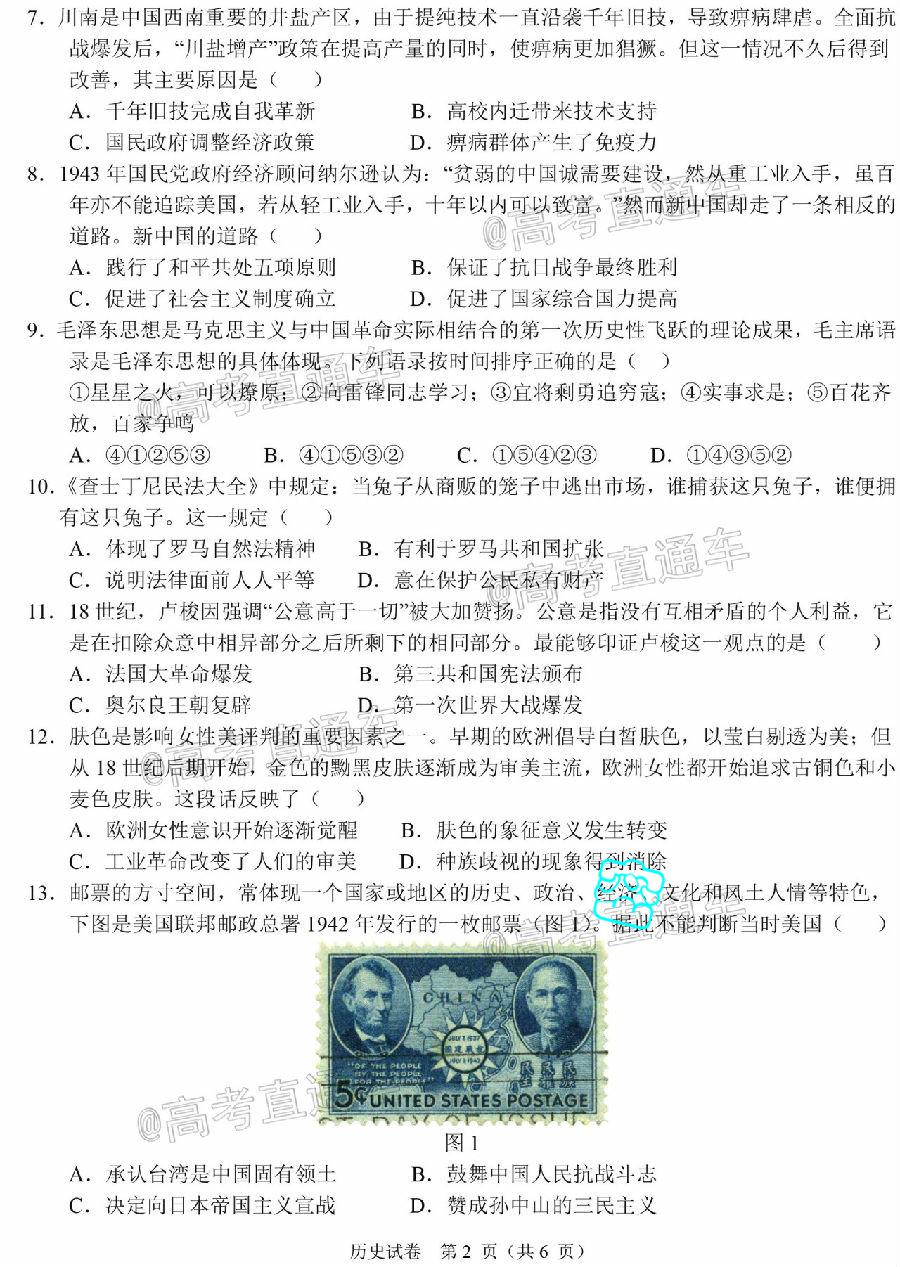 7．川南是中国西南重要的井盐产区，由于提纯技术一直沿袭千年旧技，导致痹病肆虐。全面抗
战爆发后，“川盐增产”政策在提高产量的同时，使痹病更加猖獗。但这一情况不久后得到
改善，其主要原因是（　　）
A．千年旧技完成自我革新　　B．高校内迁带来技术支持
C．国民政府调整经济政策　　D．痹病群体产生了免疫力
8．1943 年国民党政府经济顾问纳尔逊认为：“贫弱的中国诚需要建设，然从重工业入手，虽百
年亦不能追踪美国，若从轻工业入手，十年以内可以致富。”然而新中国却走了一条相反的
道路。新中国的道路（　　）
A．践行了和平共处五项原则　　B．保证了抗日战争最终胜利
C．促进了社会主义制度确立　　D．促进了国家综合国力提高
9．毛泽东思想是马克思主义与中国革命实际相结合的第一次历史性飞跃的理论成果，毛主席语
录是毛泽东思想的具体体现。下列语录按时间排序正确的是（　　）
①星星之火，可以燎原；②向雷锋同志学习；③宜将剩勇追穷寇；④实事求是；⑤百花齐
放，百家争鸣
A．④①②⑤③　　B．④①⑤③②　　C．①⑤④②③　　D．①④③⑤②
10．《查士丁尼民法大全》中规定：当兔子从商贩的笼子中逃出市场，谁捕获这只兔子，谁便拥
有这只兔子。这一规定（　　）
A．体现了罗马自然法精神　　B．有利于罗马共和国扩张
C．说明法律面前人人平等　　D．意在保护公民私有财产
11．18 世纪，卢梭因强调“公意高于一切”被大加赞扬。公意是指没有互相矛盾的个人利益，它
是在扣除众意中相异部分之后所剩下的相同部分。最能够印证卢梭这一观点的是（　　）
A．法国大革命爆发　　B．第三共和国宪法颁布
C．奥尔良王朝复辟　　D．第一次世界大战爆发
12．肤色是影响女性美评判的重要因素之一。早期的欧洲倡导白皙肤色，以莹白剔透为美；但
从 18 世纪后期开始，金色的黝黑皮肤逐渐成为审美主流，欧洲女性都开始追求古铜色和小
麦色皮肤。这段话反映了（　　）
A．欧洲女性意识开始逐渐觉醒　　B．肤色的象征意义发生转变
C．工业革命改变了人们的审美　　D．种族歧视的现象得到消除
13．邮票的方寸空间，常体现一个国家或地区的历史、政治、经济、文化和风土人情等特色，
下图是美国联邦邮政总署 1942 年发行的一枚邮票（图 1）。据此不能判断当时美国（　　）
CHINA
JULY 7, 1937
JULY 7, 1942
"OF THE PEOPLE
BY THE PEOPLE
FOR THE PEOPLE"
5¢ UNITED STATES POSTAGE
图 1
A．承认台湾是中国固有领土　　B．鼓舞中国人民抗战斗志
C．决定向日本帝国主义宣战　　D．赞成孙中山的三民主义
历史试卷　第 2 页（共 6 页）
@高考直通车
@高考直通车
@高考直通车
@高考直通车
@高考直通车